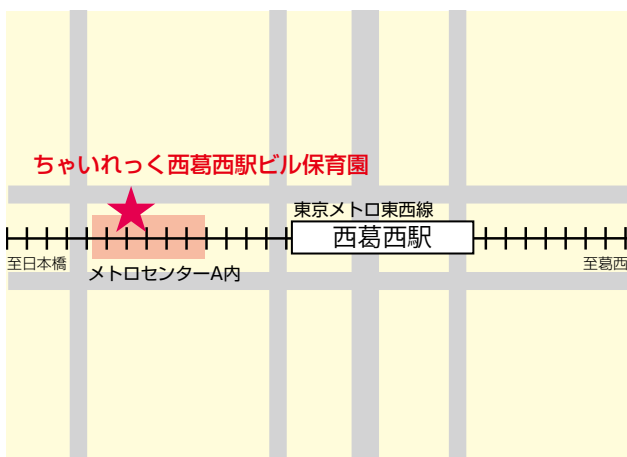 ちゃいれっく西葛西駅ビル保育園
東京メトロ東西線
西葛西駅
至日本橋
メトロセンターA内
至葛西